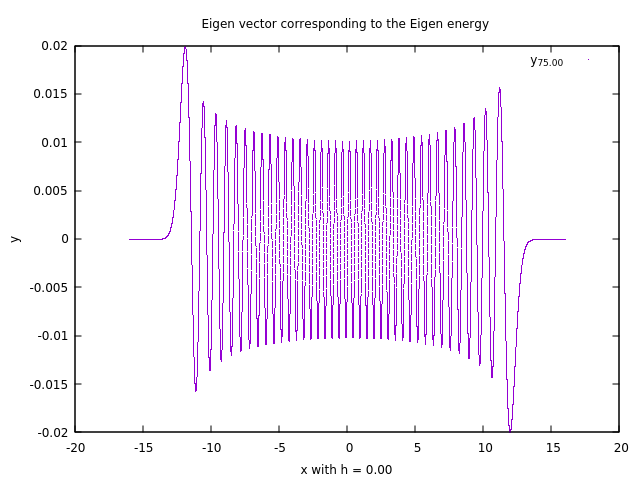 Eigen vector corresponding to the Eigen energy
y75.00
0.02
0.015
0.01
0.005
0
-0.005
-0.01
-0.015
-0.02
y
-20 -15 -10 -5 0 5 10 15 20
x with h = 0.00